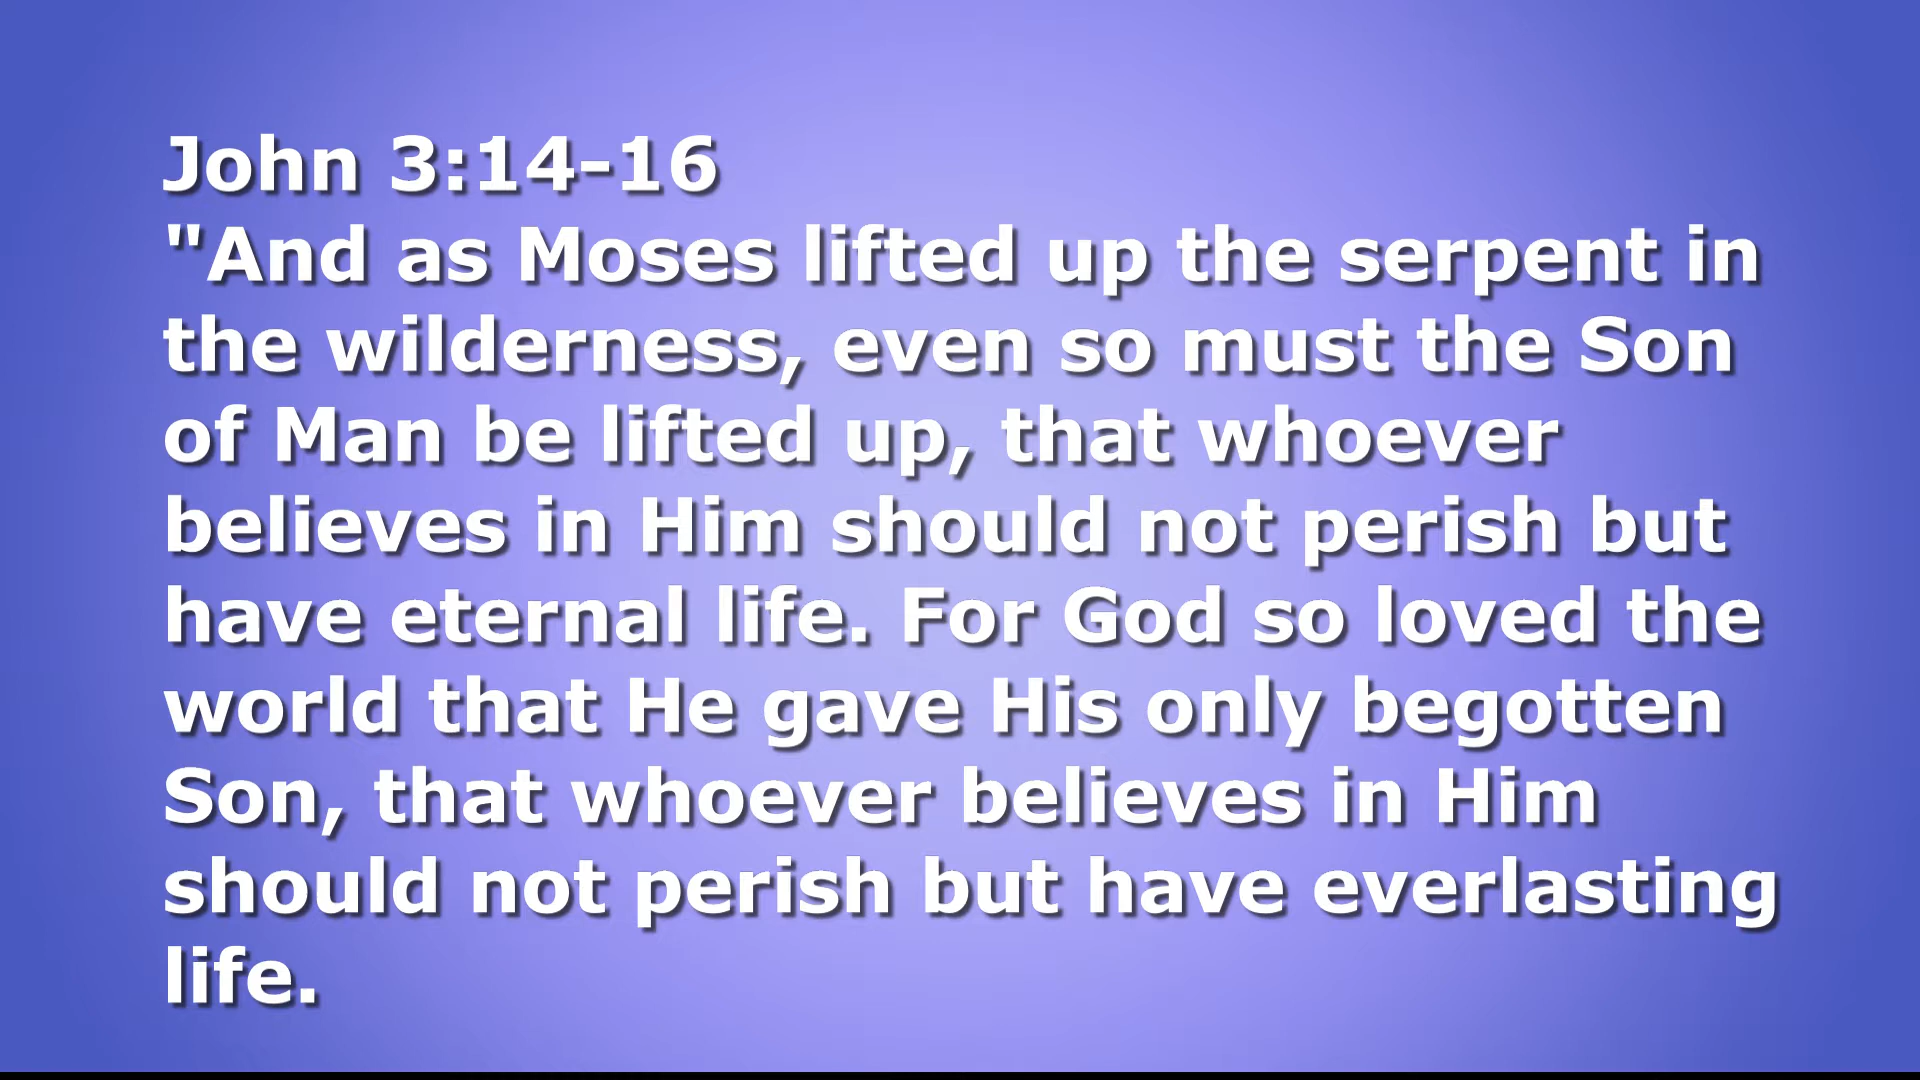 John 3:14-16
"And as Moses lifted up the serpent in
the wilderness, even so must the Son
of Man be lifted up, that whoever
believes in Him should not perish but
have eternal life. For God so loved the
world that He gave His only begotten
Son, that whoever believes in Him
should not perish but have everlasting
life.